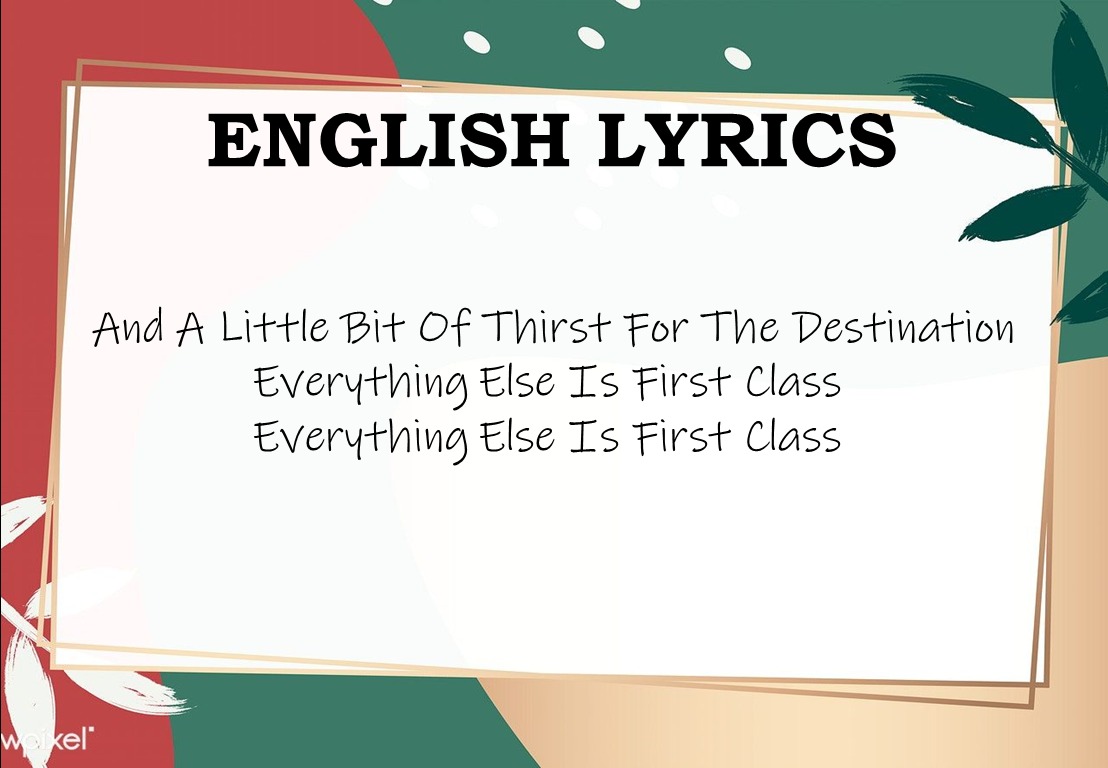 ENGLISH LYRICS
And A Little Bit Of Thirst For The Destination
Everything Else Is First Class
Everything Else Is First Class
wpixel